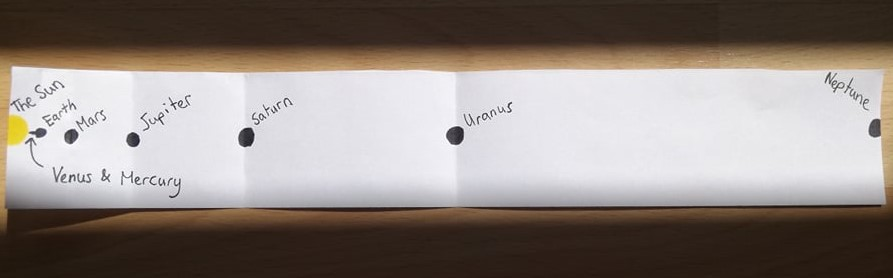 The Sun
Earth
Mars
Jupiter
Saturn
Uranus
Neptune
Venus & Mercury